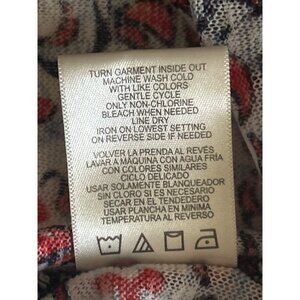 TURN GARMENT INSIDE OUT
MACHINE WASH COLD
WITH LIKE COLORS
GENTLE CYCLE
ONLY NON-CHLORINE
BLEACH WHEN NEEDED
LINE DRY
IRON ON LOWEST SETTING
ON REVERSE SIDE IF NEEDED
VOLVER LA PRENDA AL REVÉS
LAVAR A MÁQUINA CON AGUA FRIA
CON COLORES SIMILARES
CICLO DELICADO
USAR SOLAMENTE BLANQUEADOR
SIN CLORO SI ES NECESARIO
SECAR EN EL TENDEDERO
USAR PLANCHA EN MINIMA
TEMPERATURA AL REVERSO